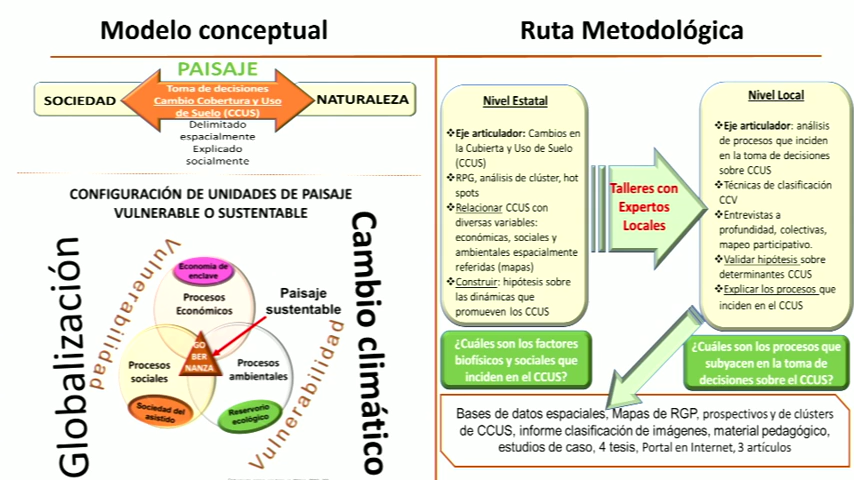 Modelo conceptual
PAISAJE
SOCIEDAD
Toma de decisiones
Cambio Cobertura y Uso
de Suelo (CCUS)
NATURALEZA
Delimitado
espacialmente
Explicado
socialmente
CONFIGURACIÓN DE UNIDADES DE PAISAJE
VULNERABLE O SUSTENTABLE
Globalización
Vulnerabilidad
Economía de
enclave
Procesos
Económicos
Paisaje
sustentable
GO
BER
NANZA
Procesos
sociales
Procesos
ambientales
Sociedad del
asistido
Reservorio
ecológico
Vulnerabilidad
Cambio climático
Ruta Metodológica
Nivel Estatal
❖Eje articulador: Cambios en
la Cubierta y Uso de Suelo
(CCUS)
❖RPG, análisis de clúster, hot
spots
❖Relacionar CCUS con
diversas variables:
económicas, sociales y
ambientales espacialmente
referidas (mapas)
❖Construir: hipótesis sobre
las dinámicas que
promueven los CCUS
Talleres con
Expertos
Locales
Nivel Local
❖Eje articulador: análisis
de procesos que inciden
en la toma de decisiones
sobre CCUS
❖Técnicas de clasificación
CCV
❖Entrevistas a
profundidad, colectivas,
mapeo participativo.
❖Validar hipótesis sobre
determinantes CCUS
❖Explicar los procesos que
inciden en el CCUS
¿Cuáles son los factores
biofísicos y sociales que
inciden en el CCUS?
¿Cuáles son los procesos que
subyacen en la toma de
decisiones sobre el CCUS?
Bases de datos espaciales, Mapas de RGP, prospectivos y de clústers
de CCUS, informe clasificación de imágenes, material pedagógico,
estudios de caso, 4 tesis, Portal en Internet, 3 artículos